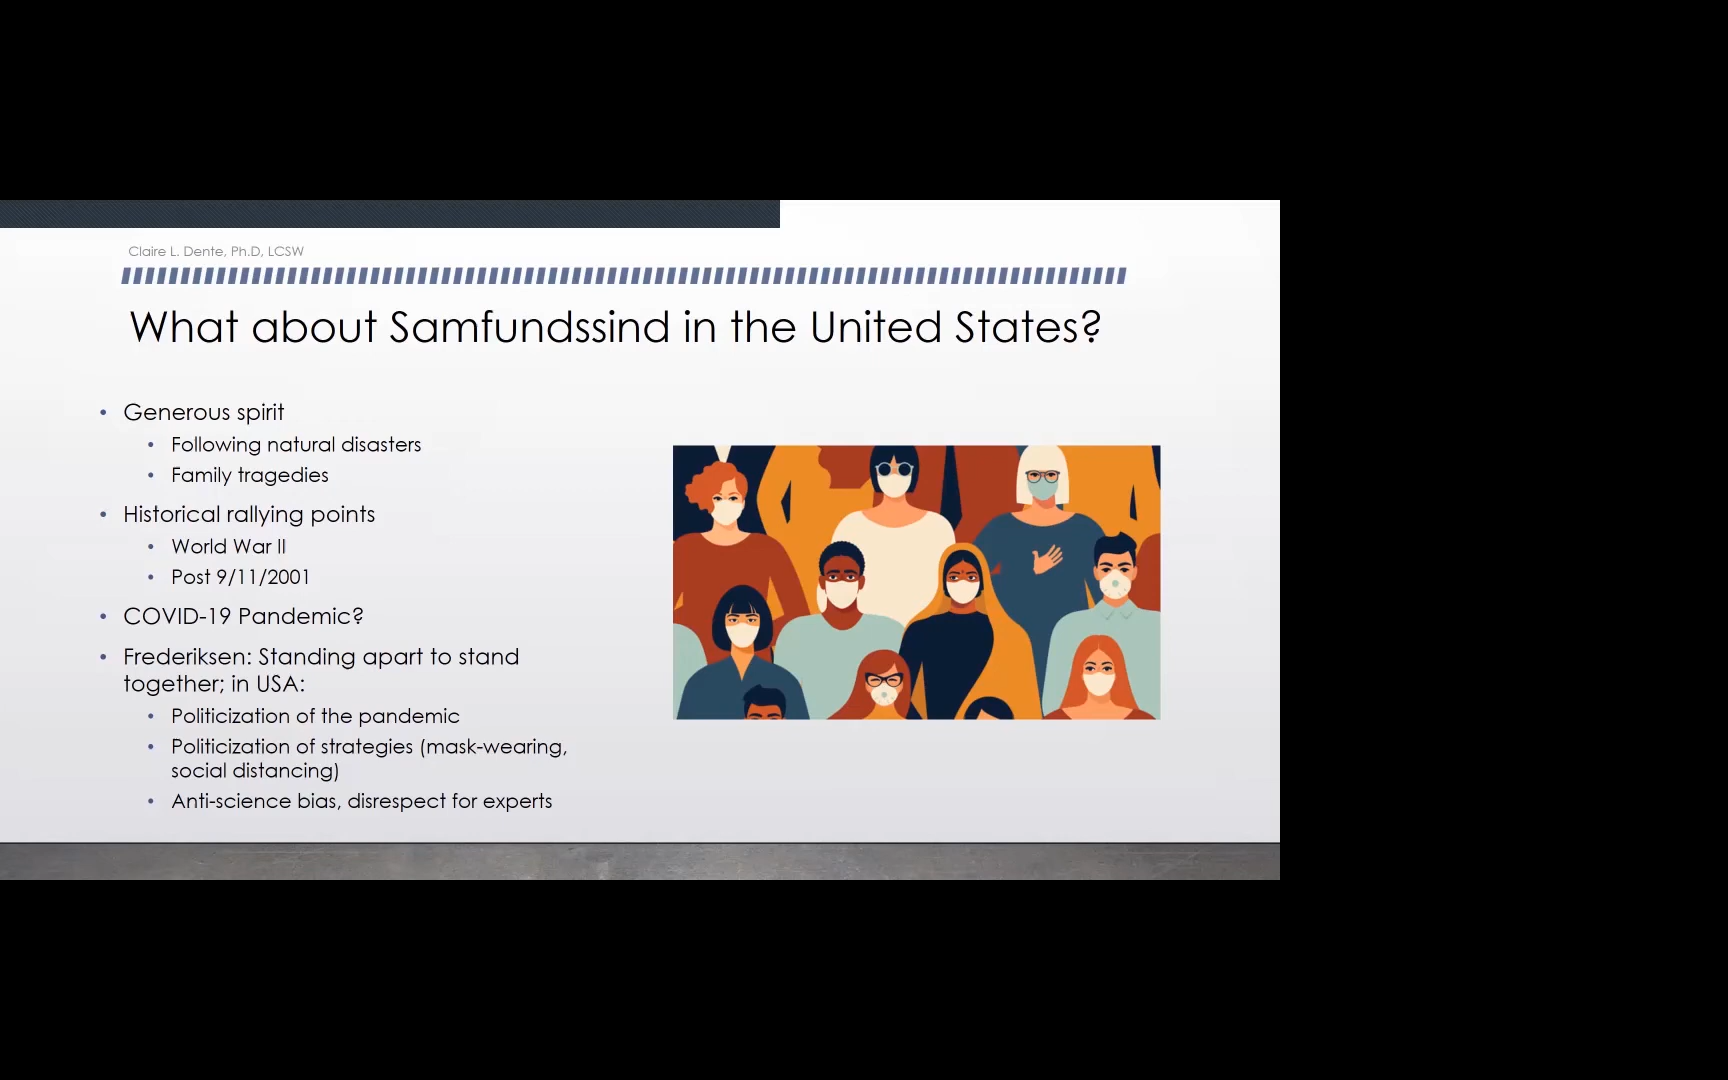 Claire L. Dente, Ph.D, LCSW
What about Samfundssind in the United States?
• Generous spirit
• Following natural disasters
• Family tragedies
• Historical rallying points
• World War II
• Post 9/11/2001
• COVID-19 Pandemic?
• Frederiksen: Standing apart to stand
together; in USA:
• Politicization of the pandemic
• Politicization of strategies (mask-wearing,
social distancing)
• Anti-science bias, disrespect for experts